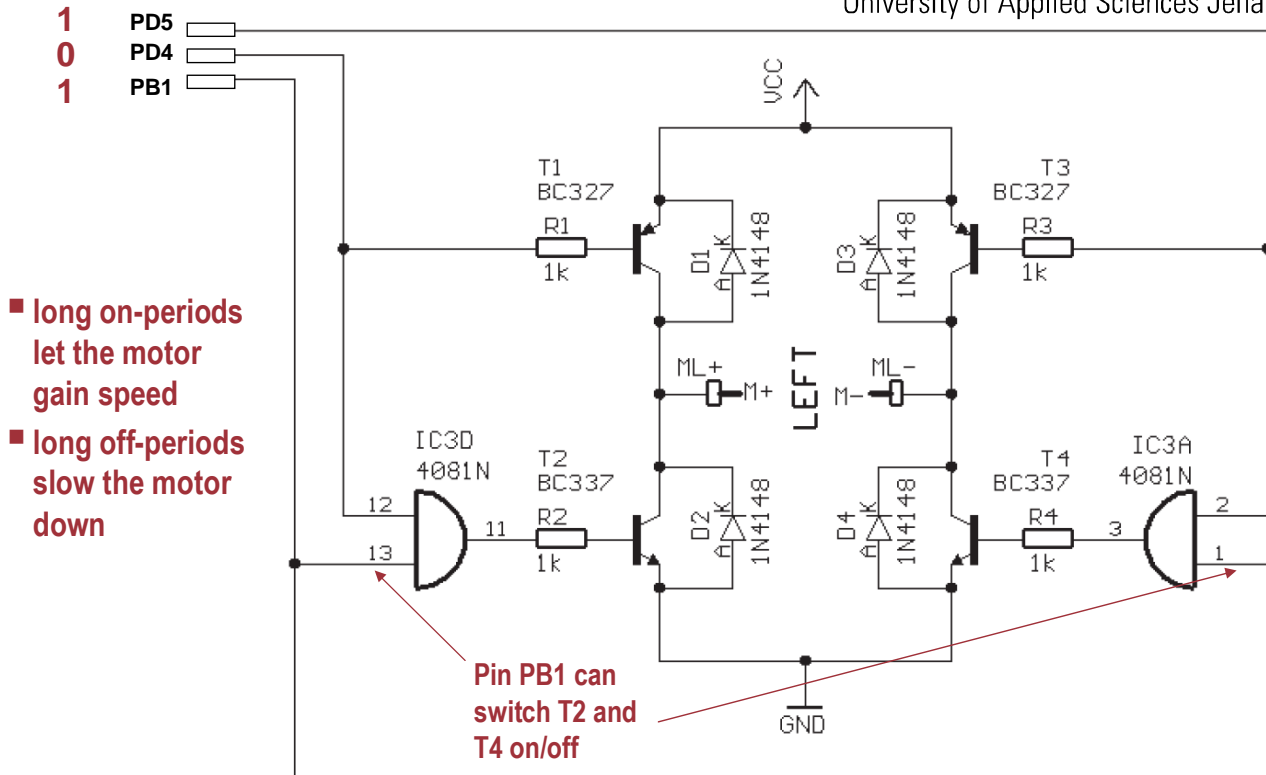 University of Applied Sciences Jena
1 PD5
0 PD4
1 PB1
VCC
T1
BC327
T3
BC327
R1
1k
D1
K
A
1N4148
D3
K
A
1N4148
R3
1k
■ long on-periods
let the motor
gain speed
■ long off-periods
slow the motor
down
ML+
M+
LEFT
ML-
M-
IC3D
4081N
12
13
11
T2
BC337
R2
1k
D2
K
A
1N4148
D4
K
A
1N4148
T4
BC337
R4
1k
3
IC3A
4081N
2
1
Pin PB1 can
switch T2 and
T4 on/off
GND